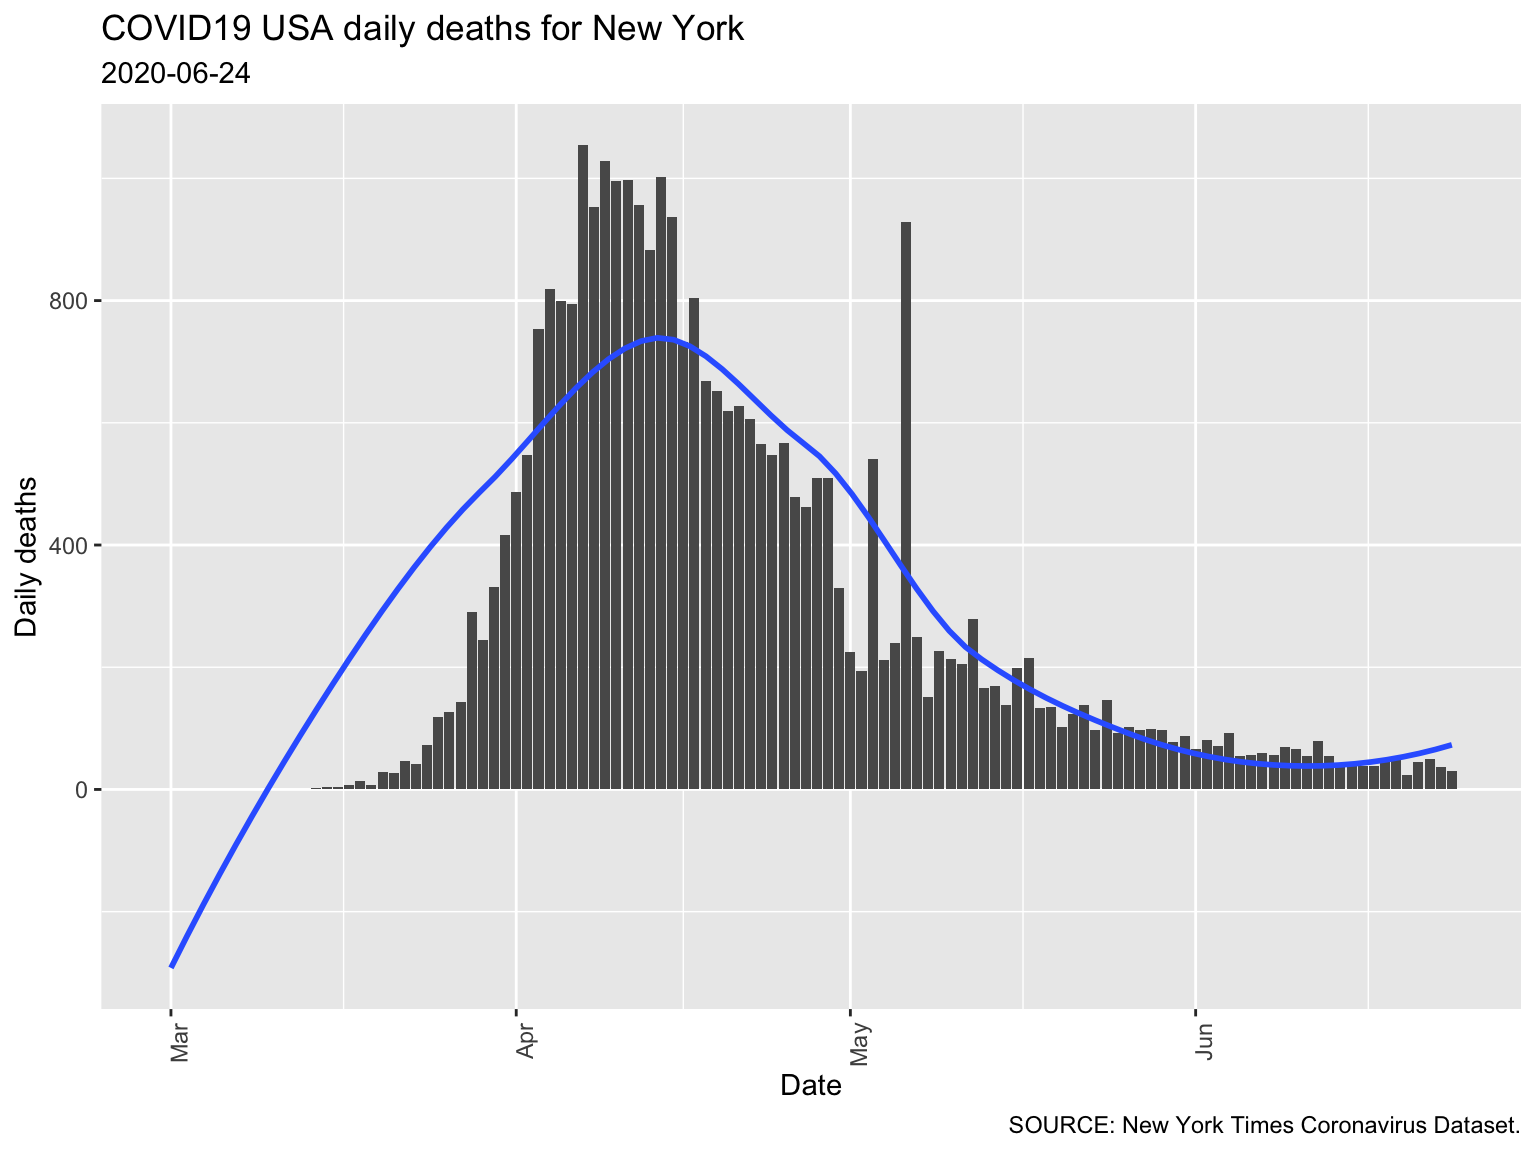 COVID19 USA daily deaths for New York
2020-06-24
Daily deaths
800
400
0
Mar
Apr
May
Jun
Date
SOURCE: New York Times Coronavirus Dataset.